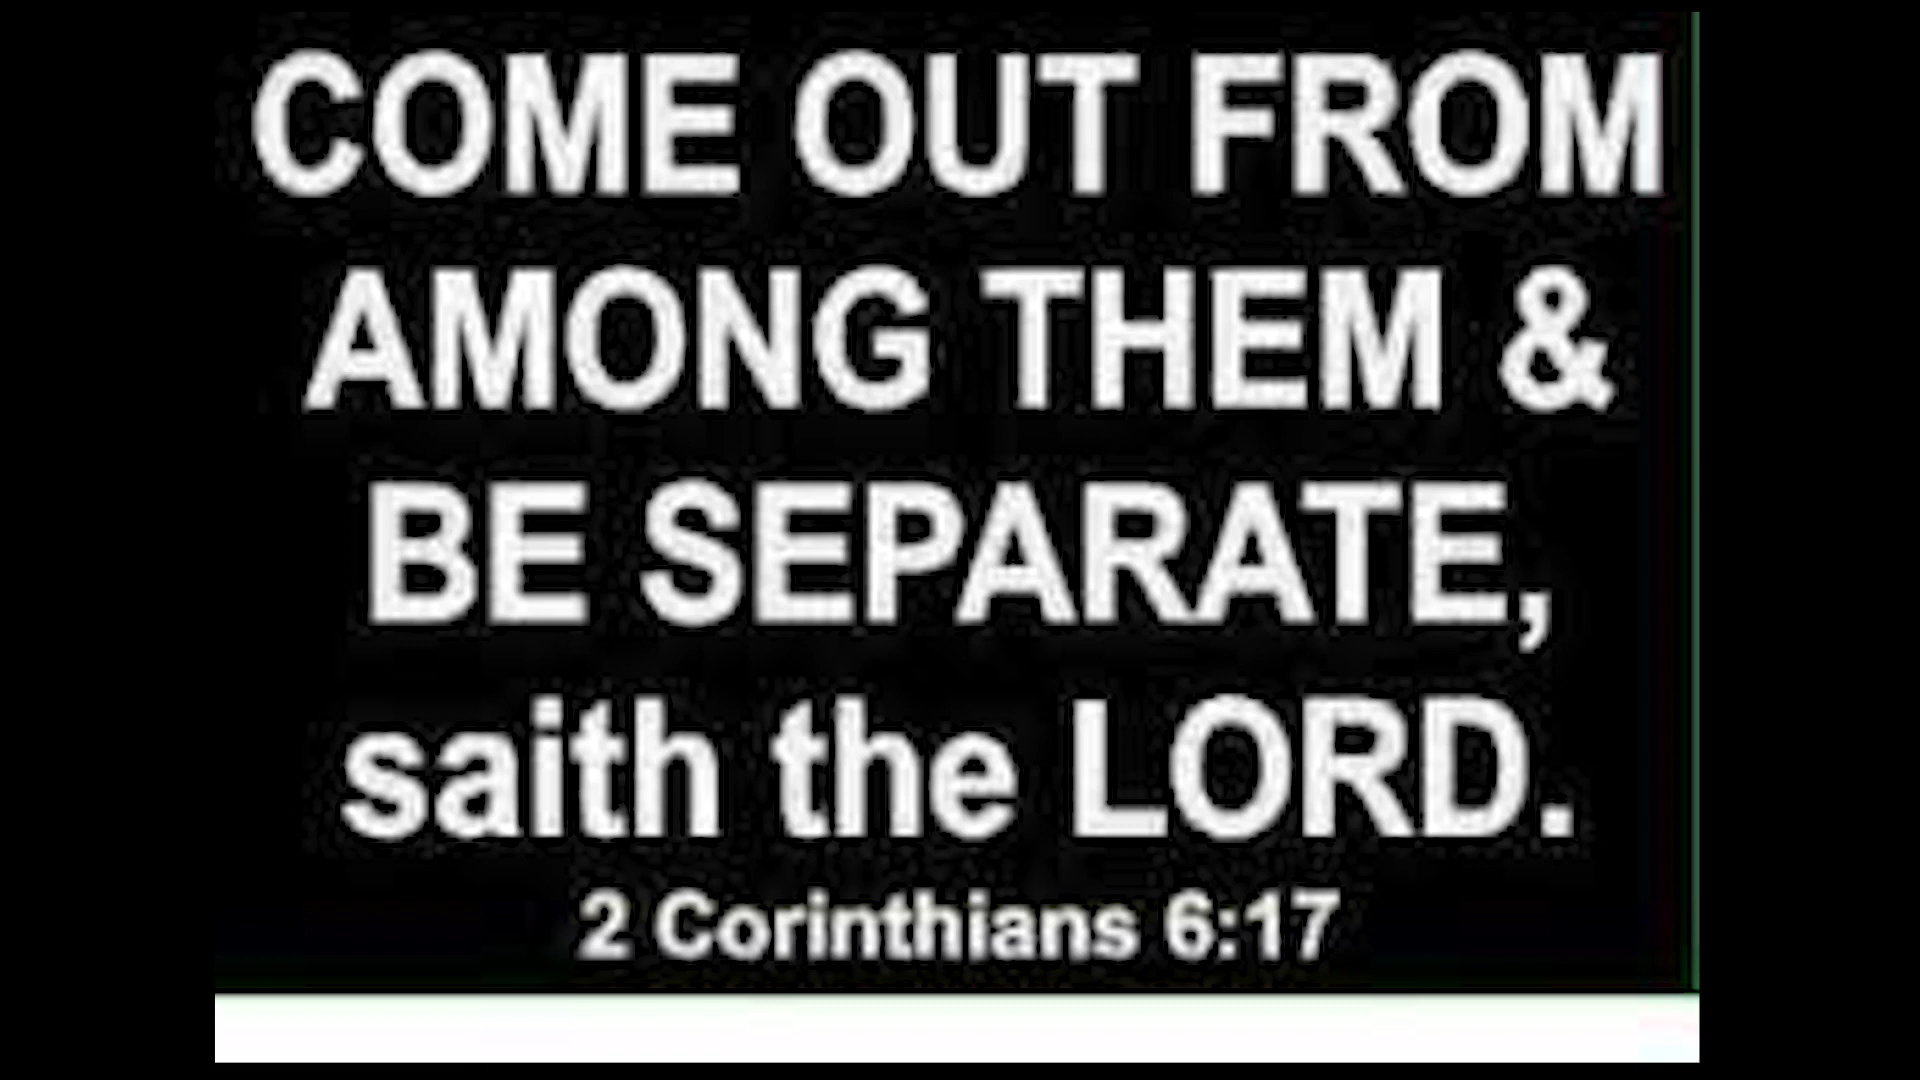 COME OUT FROM
AMONG THEM &
BE SEPARATE,
saith the LORD.
2 Corinthians 6:17